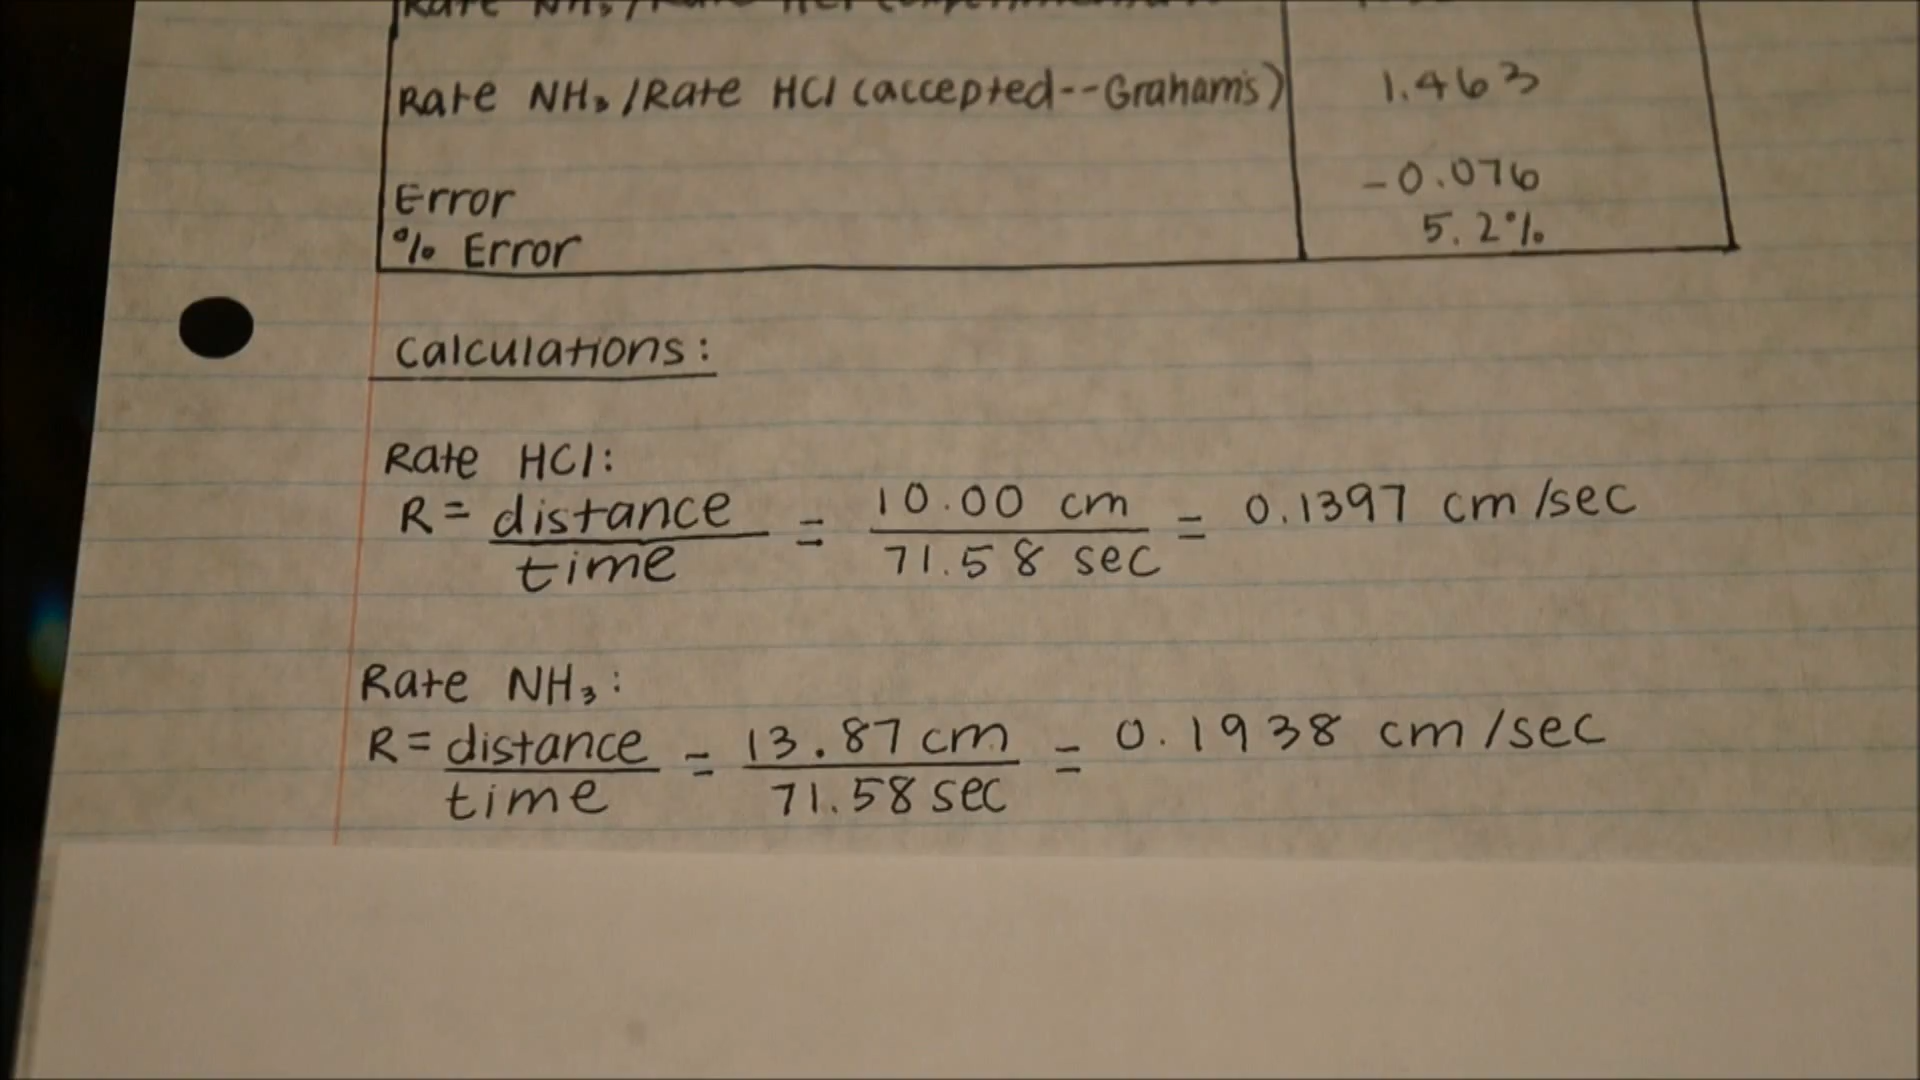 Rate NH₃/Rate HCl (accepted--Graham's) 1.463
Error -0.076
% Error 5.2%
Calculations:
Rate HCl:
R = distance/time = 10.00 cm/71.58 sec = 0.1397 cm/sec
Rate NH₃:
R = distance/time = 13.87 cm/71.58 sec = 0.1938 cm/sec